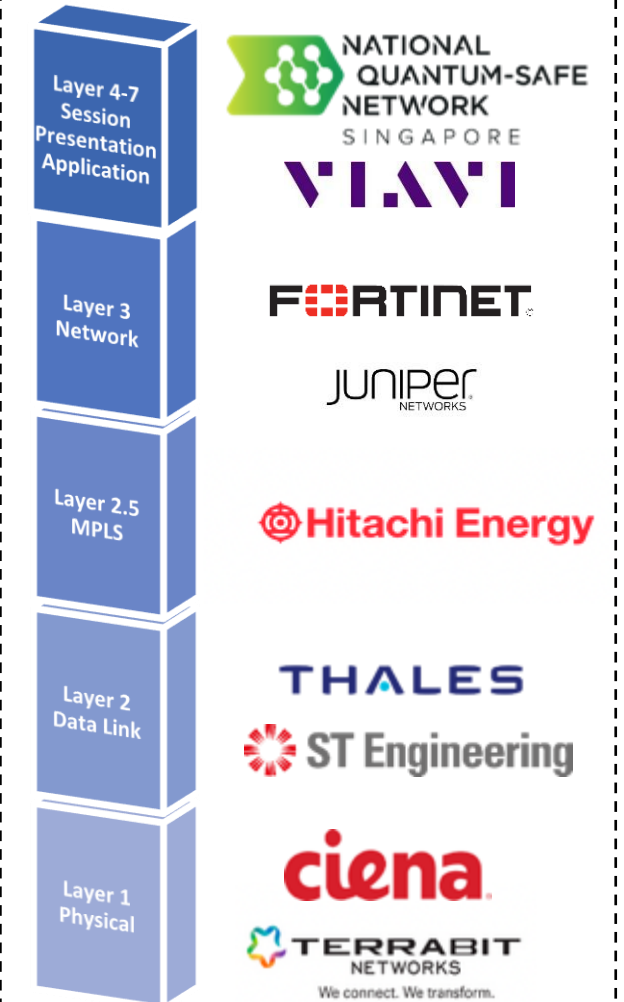 Layer 4-7
Session
Presentation
Application
NATIONAL
QUANTUM-SAFE
NETWORK
SINGAPORE
VIAVI
Layer 3
Network
FORTINET
JUNIPER
NETWORKS
Layer 2.5
MPLS
Hitachi Energy
Layer 2
Data Link
THALES
ST Engineering
Layer 1
Physical
ciena
TERRABIT
NETWORKS
We connect. We transform.